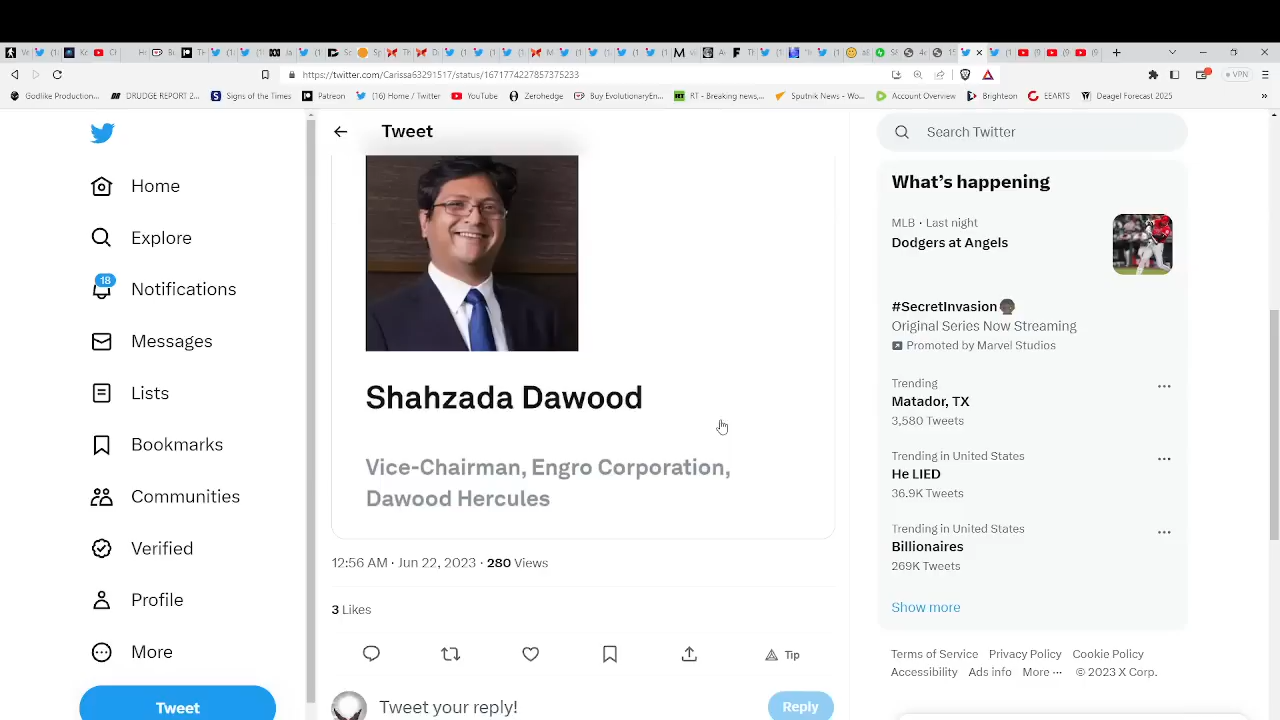 https://twitter.com/Carissa63291517/status/1671774227857375233
VPN
Godlike Production...
DRUDGE REPORT 2...
Signs of the Times
Patreon
(16) Home / Twitter
YouTube
Zerohedge
Buy EvolutionaryEn...
RT - Breaking news,...
Sputnik News - Wo...
Account Overview
Brighteon
EEARTS
Deagel Forecast 2025
Home
Explore
18
Notifications
Messages
Lists
Bookmarks
Communities
Verified
Profile
More
Tweet
Tweet
Shahzada Dawood
Vice-Chairman, Engro Corporation,
Dawood Hercules
12:56 AM · Jun 22, 2023 · 280 Views
3 Likes
Tip
Tweet your reply!
Reply
Search Twitter
What’s happening
MLB · Last night
Dodgers at Angels
#SecretInvasion
Original Series Now Streaming
Promoted by Marvel Studios
Trending
Matador, TX
3,580 Tweets
Trending in United States
He LIED
36.9K Tweets
Trending in United States
Billionaires
269K Tweets
Show more
Terms of Service Privacy Policy Cookie Policy
Accessibility Ads info More ··· © 2023 X Corp.